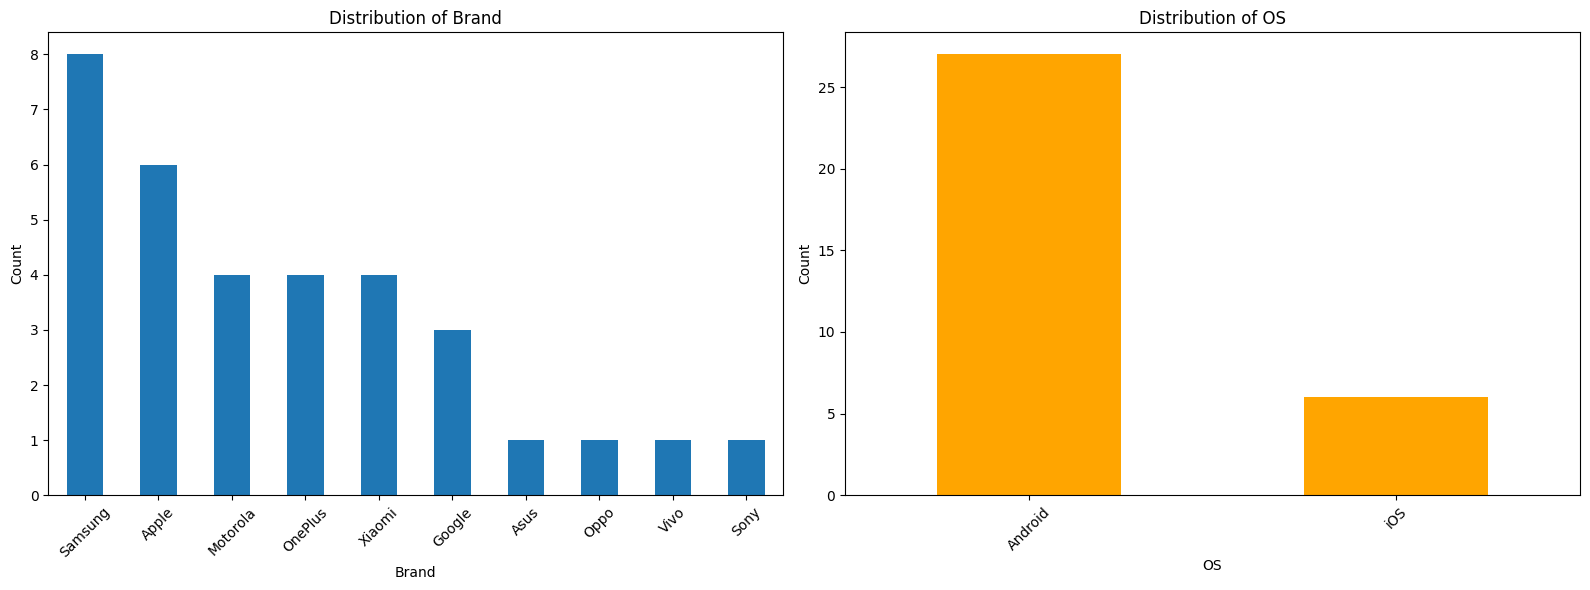 Distribution of Brand
8
7
6
5
4
3
2
1
0
Count
Samsung
Apple
Motorola
OnePlus
Xiaomi
Google
Asus
Oppo
Vivo
Sony
Brand
Distribution of OS
25
20
15
10
5
0
Count
Android
iOS
OS